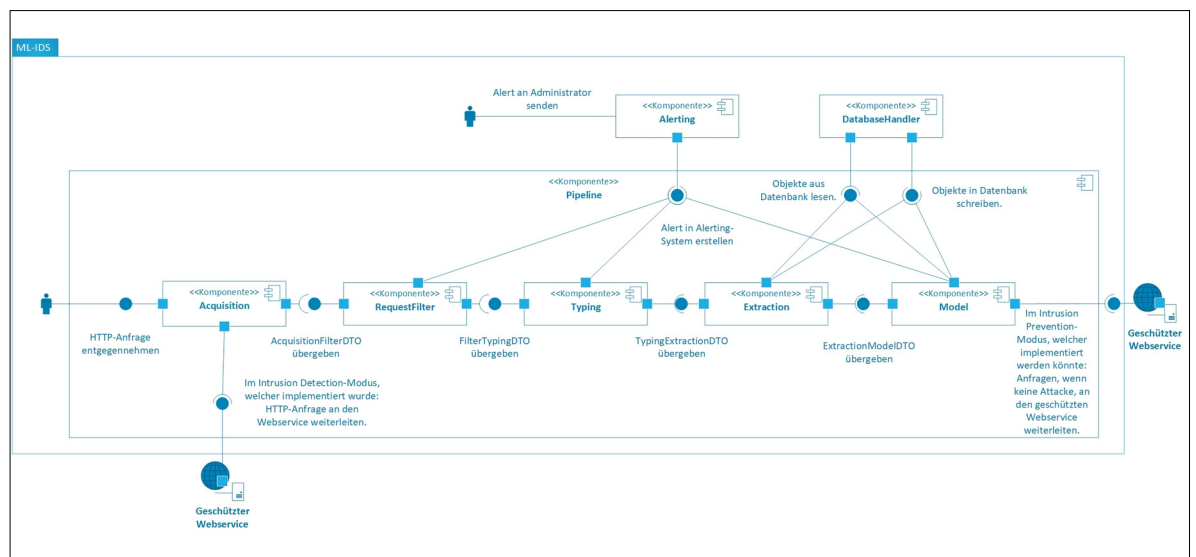 ML-IDS
Alert an Administrator
senden
<<Komponente>>
Alerting
<<Komponente>>
DatabaseHandler
<<Komponente>>
Pipeline
Objekte aus
Datenbank lesen.
Objekte in Datenbank
schreiben.
Alert in Alerting-
System erstellen
<<Komponente>>
Acquisition
<<Komponente>>
RequestFilter
<<Komponente>>
Typing
<<Komponente>>
Extraction
<<Komponente>>
Model
HTTP-Anfrage
entgegennehmen
AcquisitionFilterDTO
übergeben
FilterTypingDTO
übergeben
TypingExtractionDTO
übergeben
ExtractionModelDTO
übergeben
Im Intrusion
Prevention-
Modus, welcher
implementiert
werden könnte:
Anfragen, wenn
keine Attacke, an
den geschützten
Webservice
weiterleiten.
Geschützter
Webservice
Im Intrusion Detection-Modus,
welcher implementiert wurde:
HTTP-Anfrage an den
Webservice weiterleiten.
Geschützter
Webservice